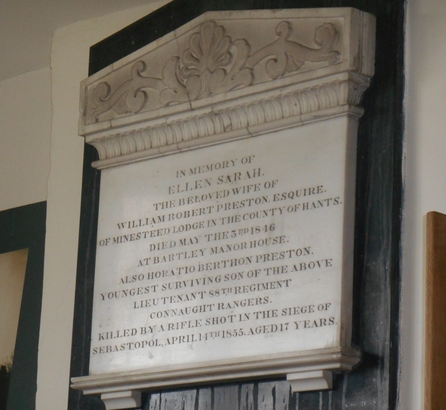 IN MEMORY OF
ELLEN SARAH,
THE BELOVED WIFE OF
WILLIAM ROBERT PRESTON, ESQUIRE.
OF MINESTEED LODGE IN THE COUNTY OF HANTS.
DIED MAY THE 3RD 1846
AT BARTLEY MANOR HOUSE.
ALSO HORATIO BERTHON PRESTON.
YOUNGEST SURVIVING SON OF THE ABOVE
LIEUTENANT 88TH REGIMENT
CONNAUGHT RANGERS.
KILLED BY A RIFLE SHOT IN THE SIEGE OF
SEBASTOPOL, APRIL 14TH 1855. AGED 17 YEARS.